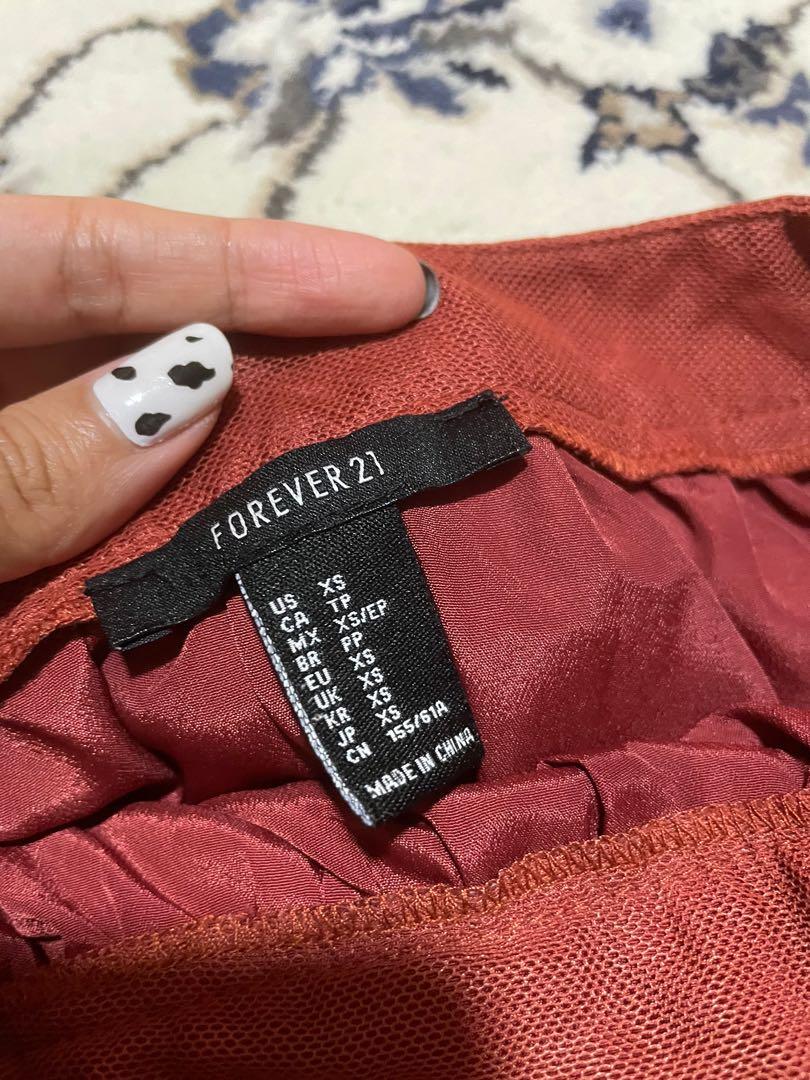 FOREVER 21
US XS
CA TP
MX XS/EP
BR PP
EU XS
UK XS
KR XS
JP XS
CN 155/61A
MADE IN CHINA